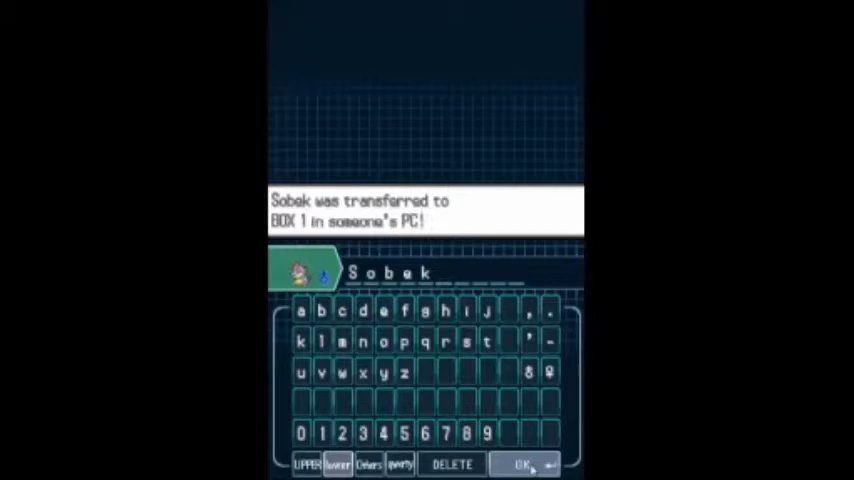 Sobek was transferred to
BOX 1 in someone's PC!
Sobek
a b c d e f g h i j , .
k l m n o p q r s t ' -
u v w x y z ♂ ♀
0 1 2 3 4 5 6 7 8 9
UPPER lower Others qwerty DELETE OK